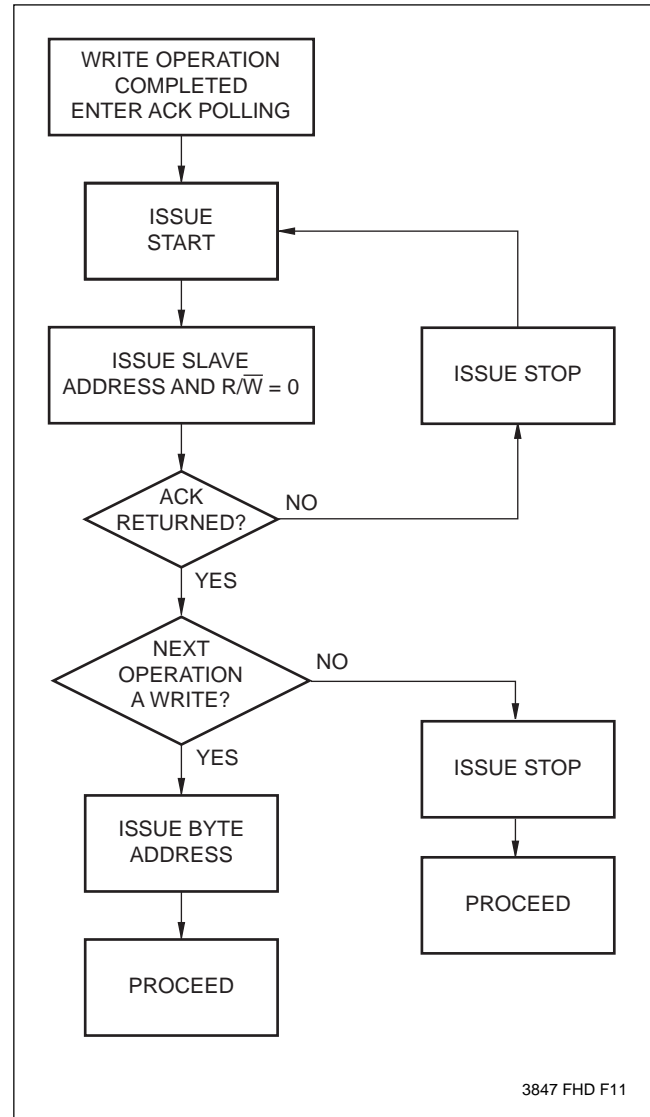 WRITE OPERATION
COMPLETED
ENTER ACK POLLING
ISSUE
START
ISSUE SLAVE
ADDRESS AND R/W̅ = 0
ISSUE STOP
ACK
RETURNED?
NO
YES
NEXT
OPERATION
A WRITE?
NO
YES
ISSUE STOP
ISSUE BYTE
ADDRESS
PROCEED
PROCEED
3847 FHD F11